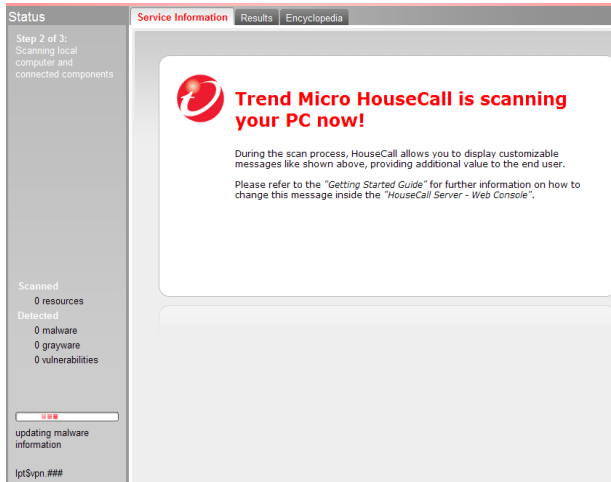 Status
Service Information Results Encyclopedia
Step 2 of 3:
Scanning local
computer and
connected components
Trend Micro HouseCall is scanning
your PC now!
During the scan process, HouseCall allows you to display customizable
messages like shown above, providing additional value to the end user.
Please refer to the "Getting Started Guide" for further information on how to
change this message inside the "HouseCall Server - Web Console".
Scanned
0 resources
Detected
0 malware
0 grayware
0 vulnerabilities
updating malware
information
lpt$vpn.###